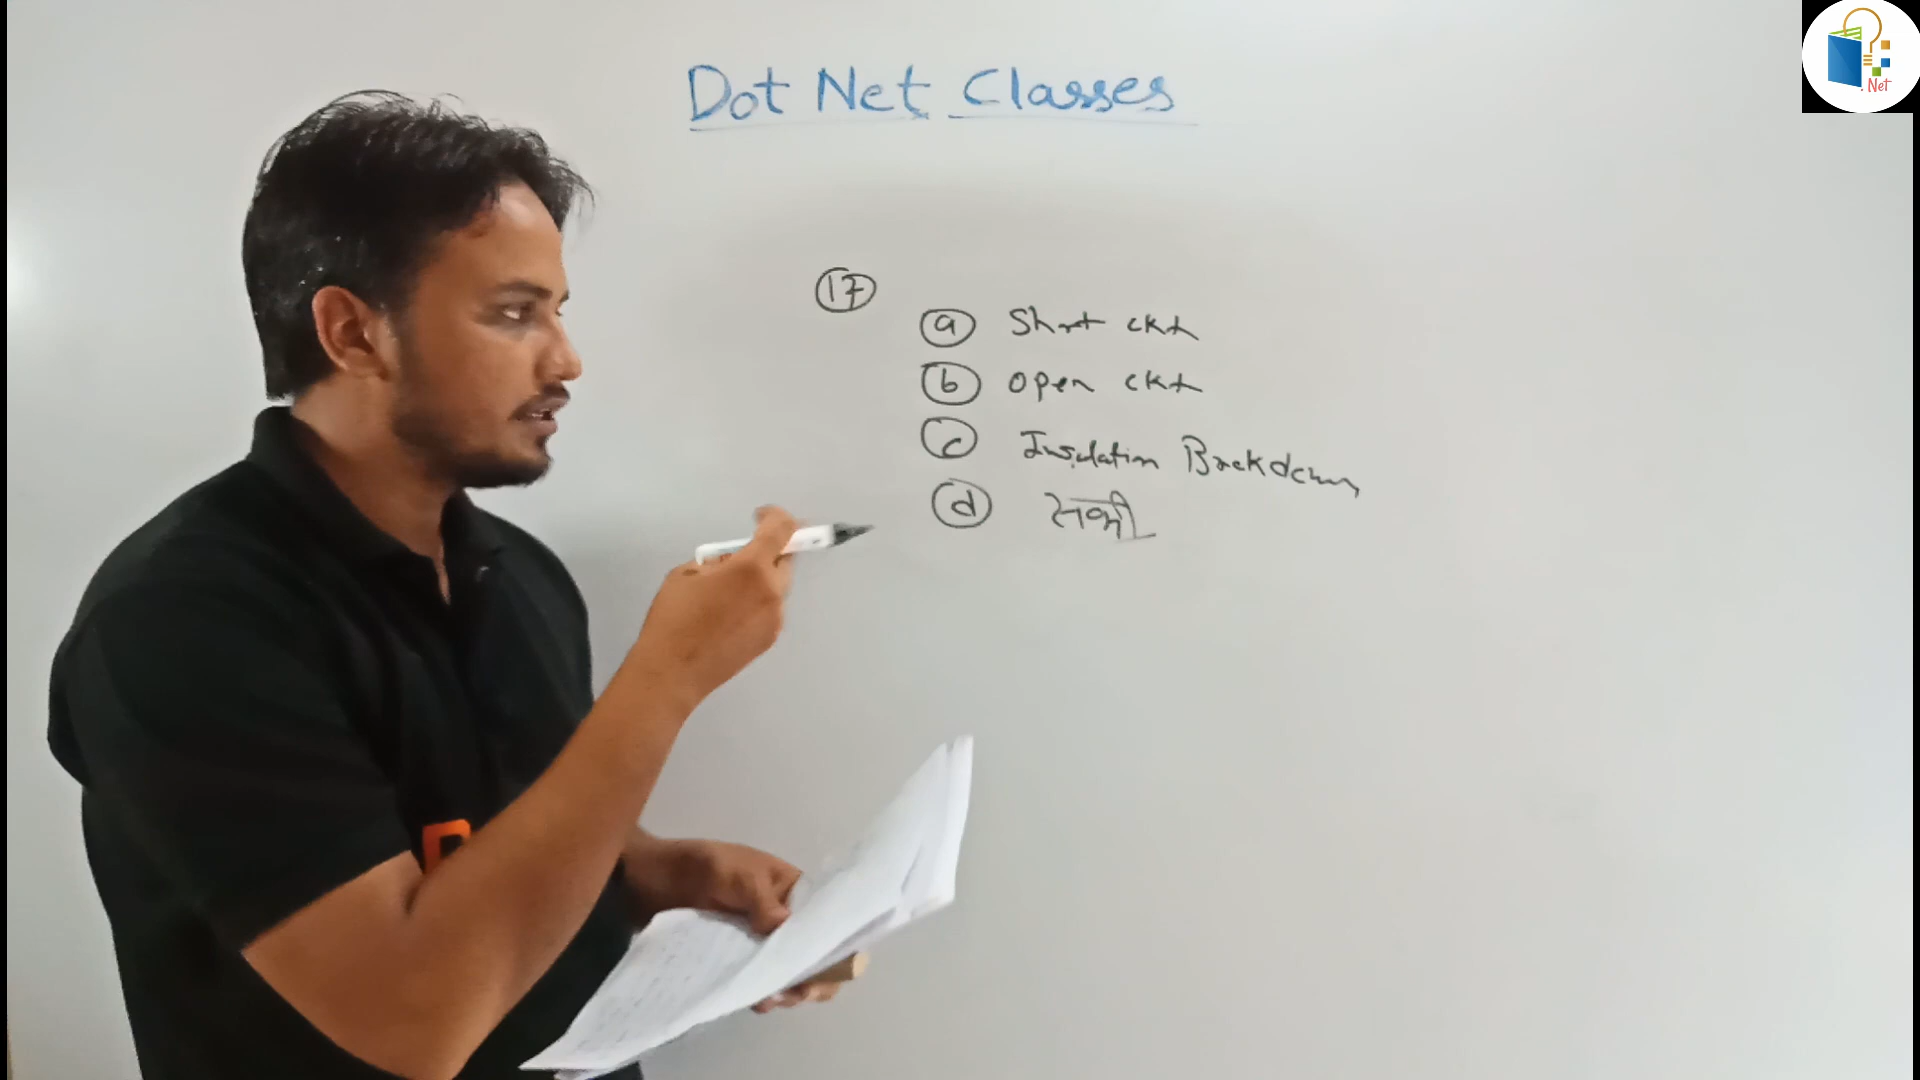 Dot Net Classes
.Net
17
a Short ckt
b open ckt
c Insulation Breakdown
d सभी